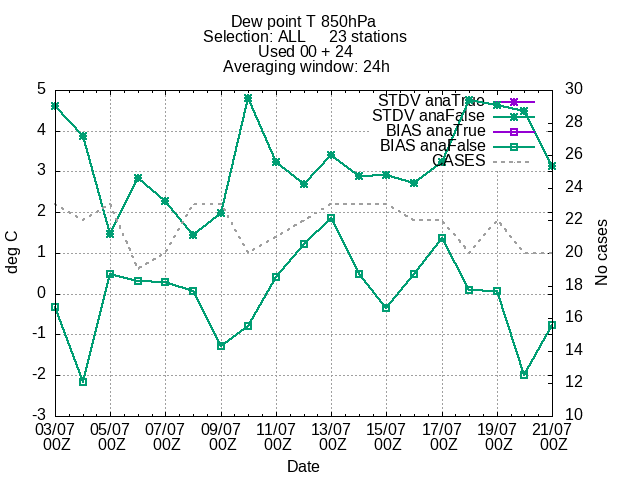 Dew point T 850hPa
Selection: ALL 23 stations
Used 00 + 24
Averaging window: 24h
STDV anaTrue
STDV anaFalse
BIAS anaTrue
BIAS anaFalse
CASES
5
4
3
2
1
0
-1
-2
-3
deg C
30
28
26
24
22
20
18
16
14
12
10
No cases
03/07 05/07 07/07 09/07 11/07 13/07 15/07 17/07 19/07 21/07
00Z 00Z 00Z 00Z 00Z 00Z 00Z 00Z 00Z 00Z
Date